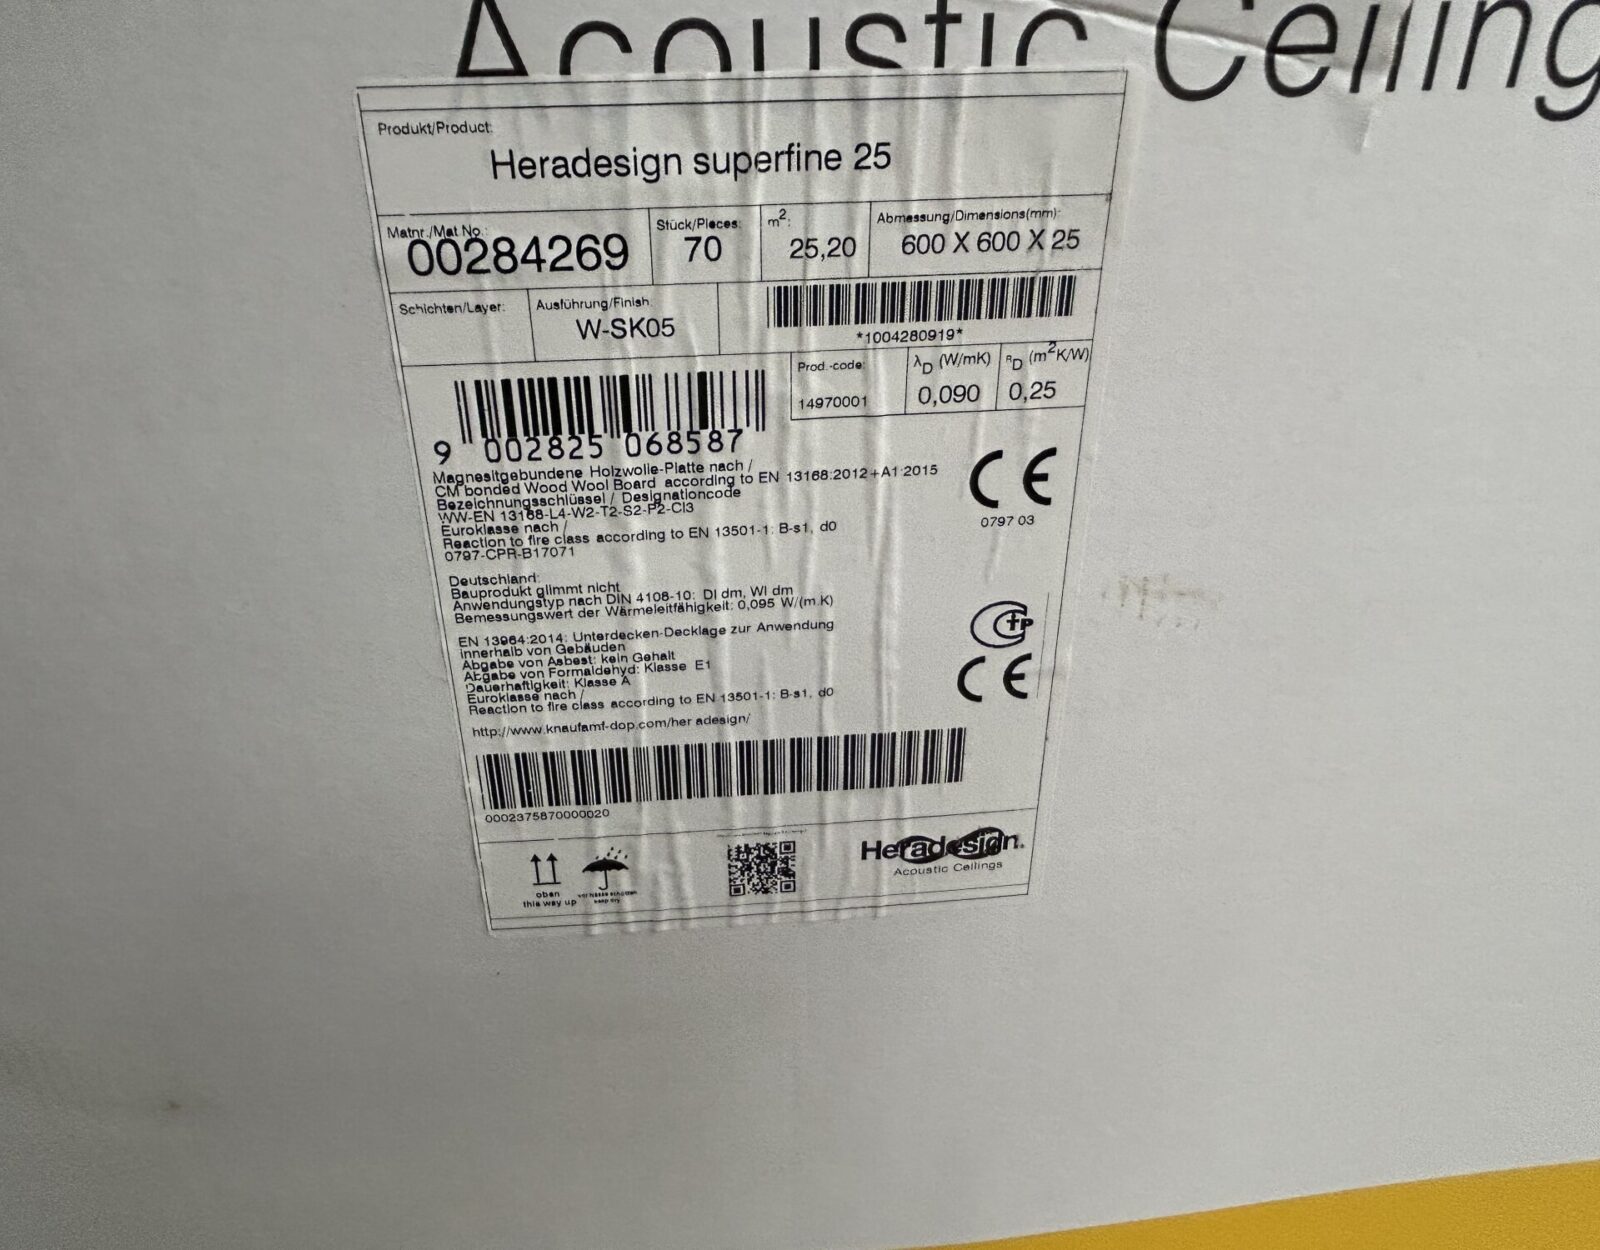 Acoustic Ceiling
Produkt/Product:
Heradesign superfine 25
Matnr./Mat No.:
00284269
Stück/Pieces:
70
m²:
25,20
Abmessung/Dimensions(mm):
600 X 600 X 25
Schichten/Layer:
Ausführung/Finish
W-SK05
*1004280919*
Prod.-code:
14970001
λD (W/mK)
0,090
RD (m²K/W)
0,25
9 002825 068587
Magnesitgebundene Holzwolle-Platte nach /
CM bonded Wood Wool Board according to EN 13168:2012+A1:2015
Bezeichnungsschlüssel / Designationcode
WW-EN 13168-L4-W2-T2-S2-P2-Cl3
Euroklasse nach /
Reaction to fire class according to EN 13501-1: B-s1, d0
0797-CPR-B17071
CE
0797 03
Deutschland:
Bauprodukt glimmt nicht
Anwendungstyp nach DIN 4108-10: DI dm, WI dm
Bemessungswert der Wärmeleitfähigkeit: 0,095 W/(m.K)
EN 13964:2014: Unterdecken-Decklage zur Anwendung
innerhalb von Gebäuden
Abgabe von Asbest: kein Gehalt
Abgabe von Formaldehyd: Klasse E1
Dauerhaftigkeit: Klasse A
Euroklasse nach /
Reaction to fire class according to EN 13501-1: B-s1, d0
CE
http://www.knaufamf-dop.com/her adesign/
0002375870000020
oben
this way up
keep dry
Heradesign®
Acoustic Ceilings